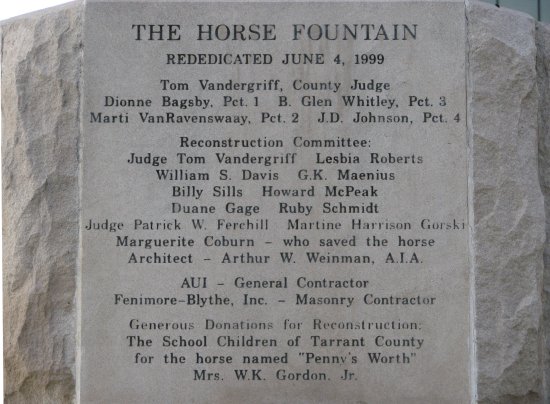 THE HORSE FOUNTAIN
REDEDICATED JUNE 4, 1999
Tom Vandergriff, County Judge
Dionne Bagsby, Pct. 1 B. Glen Whitley, Pct. 3
Marti VanRavenswaay, Pct. 2 J.D. Johnson, Pct. 4
Reconstruction Committee:
Judge Tom Vandergriff Lesbia Roberts
William S. Davis G.K. Maenius
Billy Sills Howard McPeak
Duane Gage Ruby Schmidt
Judge Patrick W. Ferchill Martine Harrison Gorski
Marguerite Coburn - who saved the horse
Architect - Arthur W. Weinman, A.I.A.
AUI - General Contractor
Fenimore-Blythe, Inc. - Masonry Contractor
Generous Donations for Reconstruction:
The School Children of Tarrant County
for the horse named "Penny's Worth"
Mrs. W.K. Gordon, Jr.